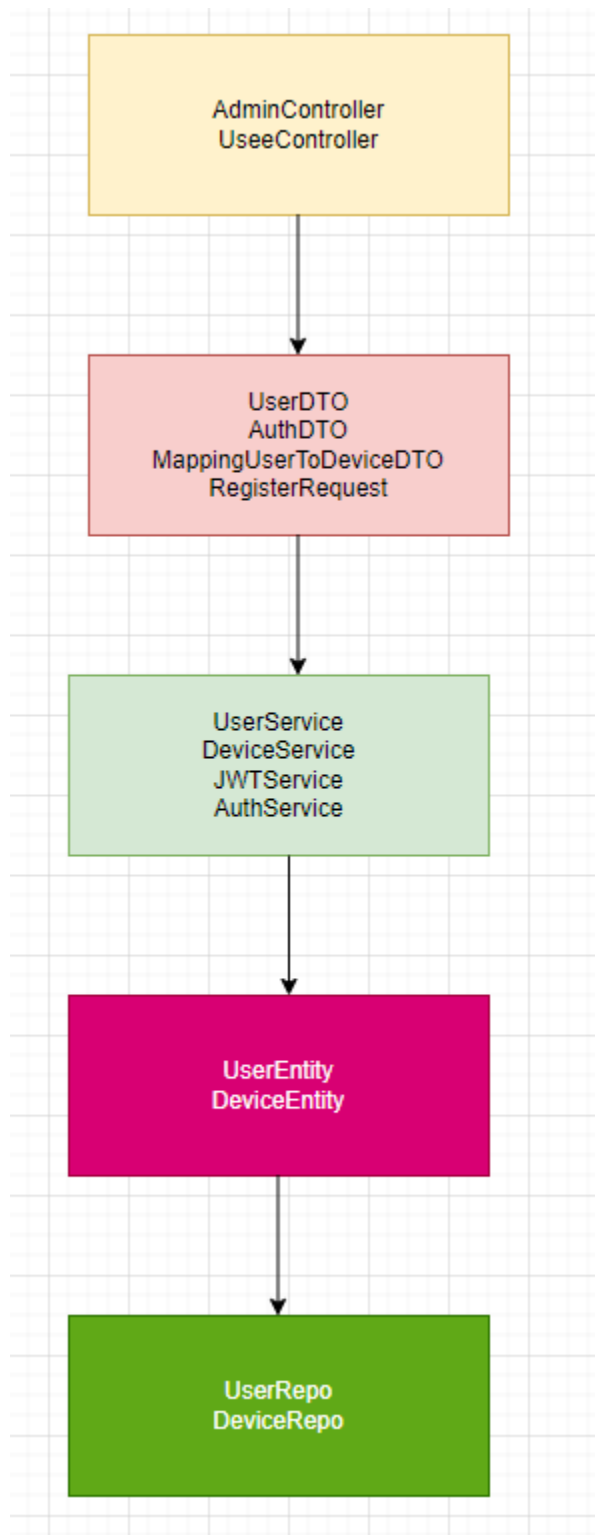 AdminController
UseeController
UserDTO
AuthDTO
MappingUserToDeviceDTO
RegisterRequest
UserService
DeviceService
JWTService
AuthService
UserEntity
DeviceEntity
UserRepo
DeviceRepo